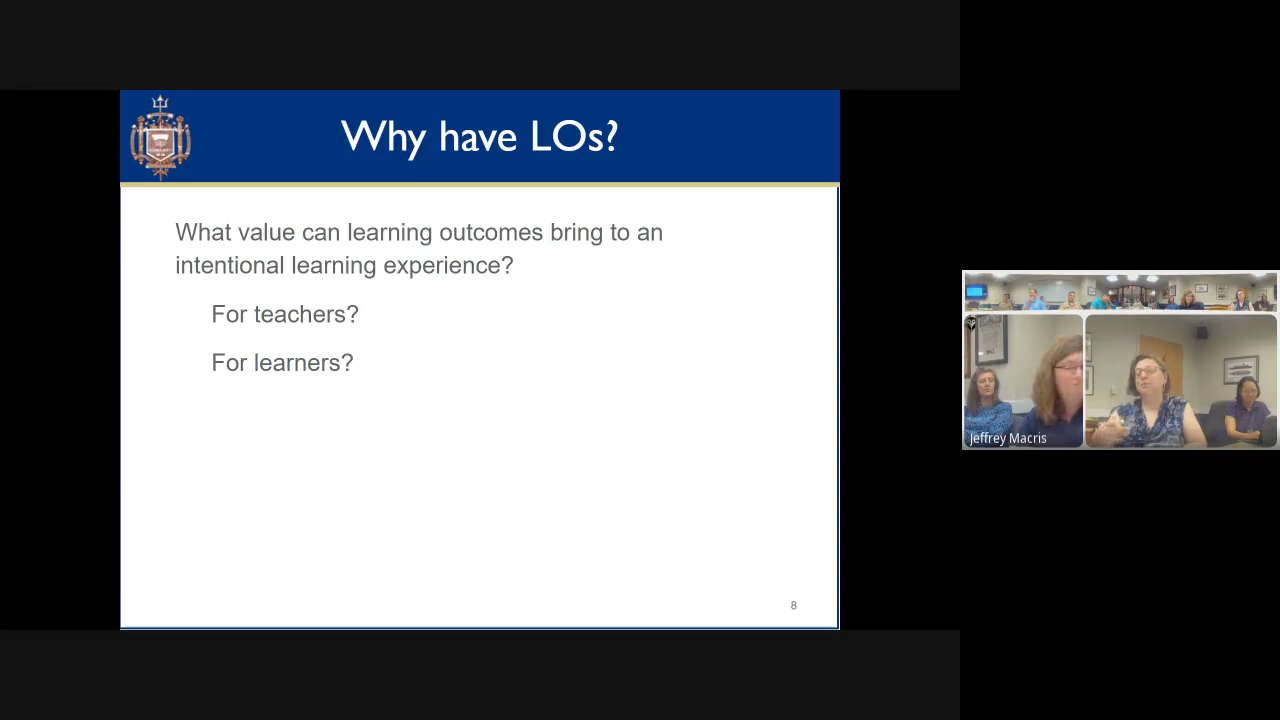 Why have LOs?
What value can learning outcomes bring to an
intentional learning experience?
For teachers?
For learners?
8
Jeffrey Macris